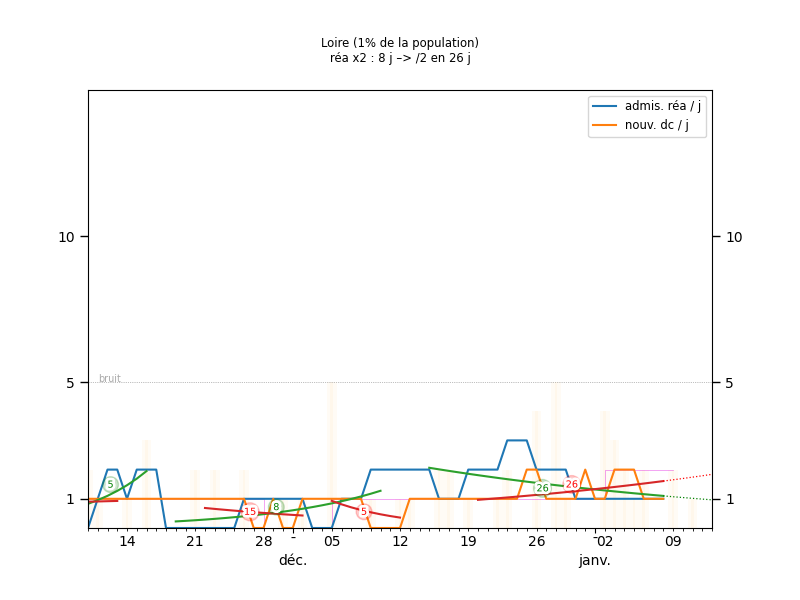 Loire (1% de la population)
réa x2 : 8 j –> /2 en 26 j
admis. réa / j
nouv. dc / j
10 10
bruit
5 5
5 15 8 5 26 26
1 1
14 21 28 - 05 12 19 26 - 02 09
déc. janv.